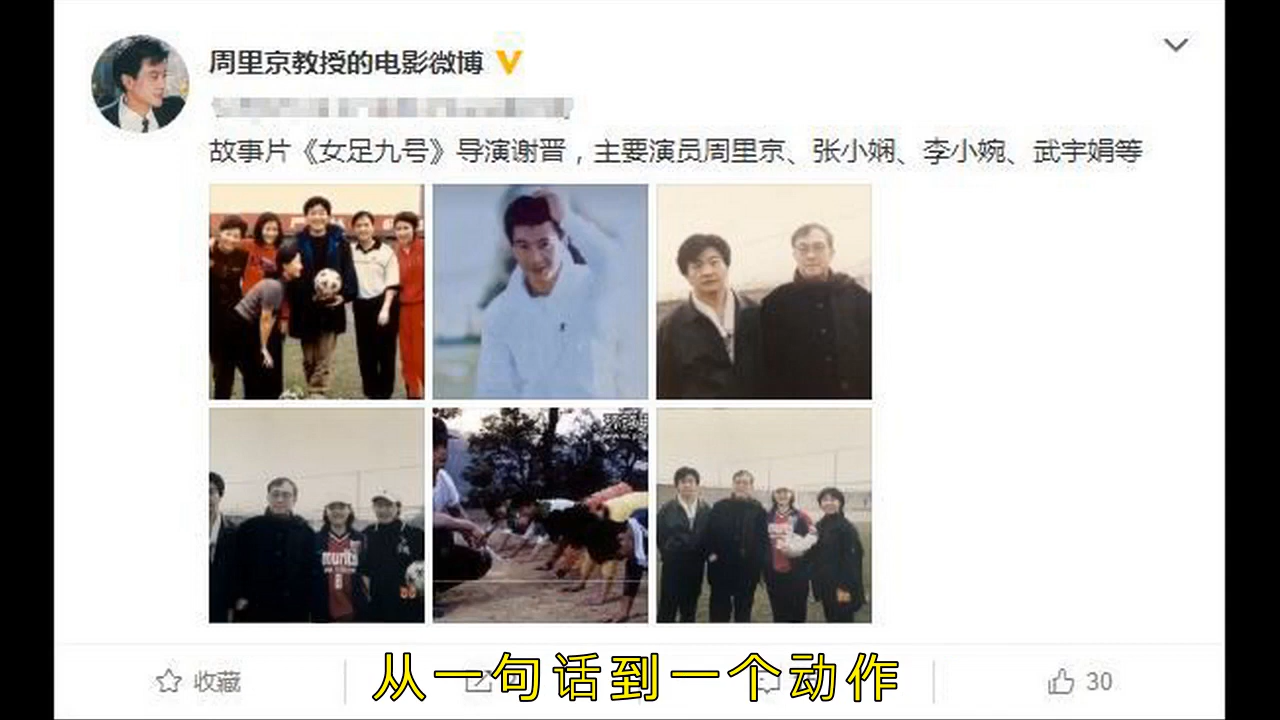 周里京教授的电影微博
故事片《女足九号》导演谢晋，主要演员周里京、张小娴、李小婉、武宇娟等
收藏
从一句话到一个动作
30